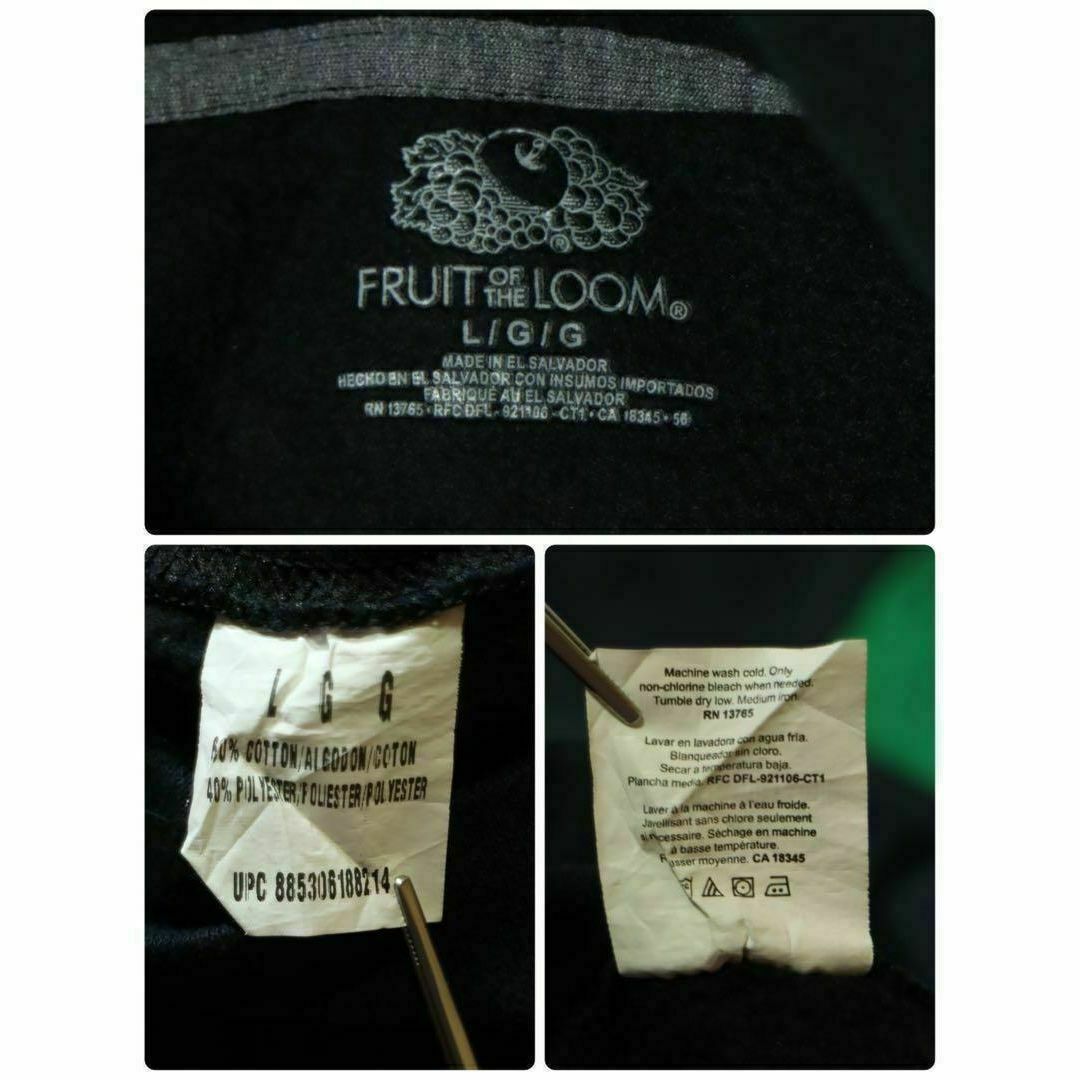 FRUIT OF THE LOOM®
L/G/G
MADE IN EL SALVADOR
HECHO EN EL SALVADOR CON INSUMOS IMPORTADOS
FABRIQUÉ AU EL SALVADOR
RN 13765 • RFC DFL - 921106 - CT1 • CA 18345 • 56
L G G
60% COTTON/ALGODON/COTON
40% POLYESTER/POLIESTER/POLYESTER
UPC 885306188214
Machine wash cold. Only
non-chlorine bleach when needed.
Tumble dry low. Medium iron.
RN 13765
Lavar en lavadora con agua fria.
Blanqueador sin cloro.
Secar a temperatura baja.
Plancha media. RFC DFL-921106-CT1
Laver à la machine à l'eau froide.
Javellisant sans chlore seulement
si nécessaire. Séchage en machine
à basse température.
moyenne. CA 18345